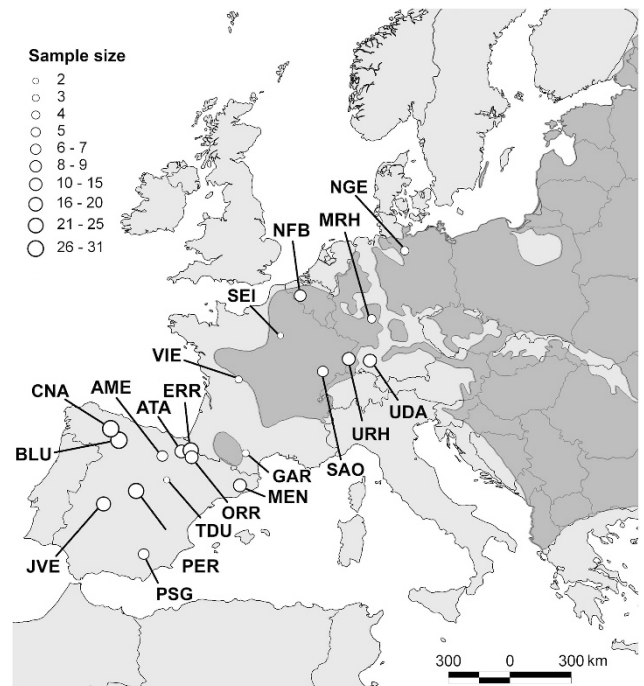 Sample size
2
3
4
5
6 - 7
8 - 9
10 - 15
16 - 20
21 - 25
26 - 31
NGE
MRH
NFB
SEI
VIE
ERR
AME
ATA
CNA
BLU
UDA
URH
SAO
GAR
MEN
ORR
TDU
PER
JVE
PSG
300 0 300 km